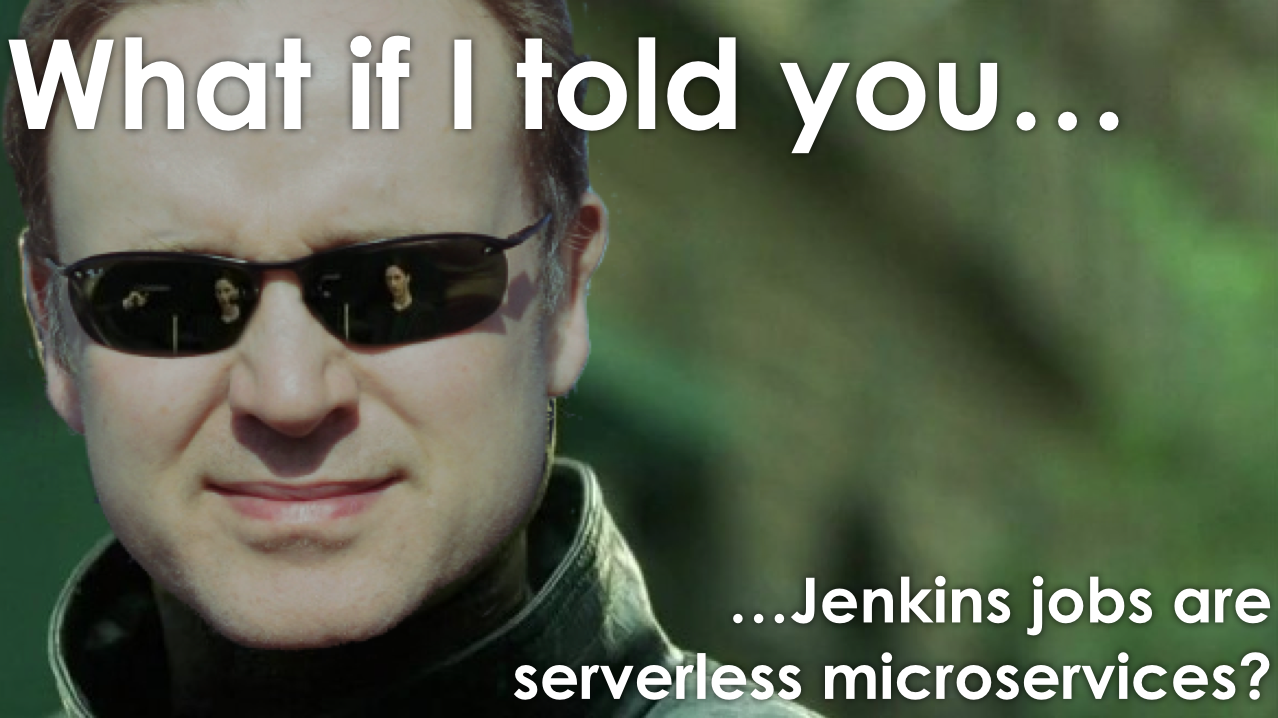 What if I told you…
…Jenkins jobs are
serverless microservices?